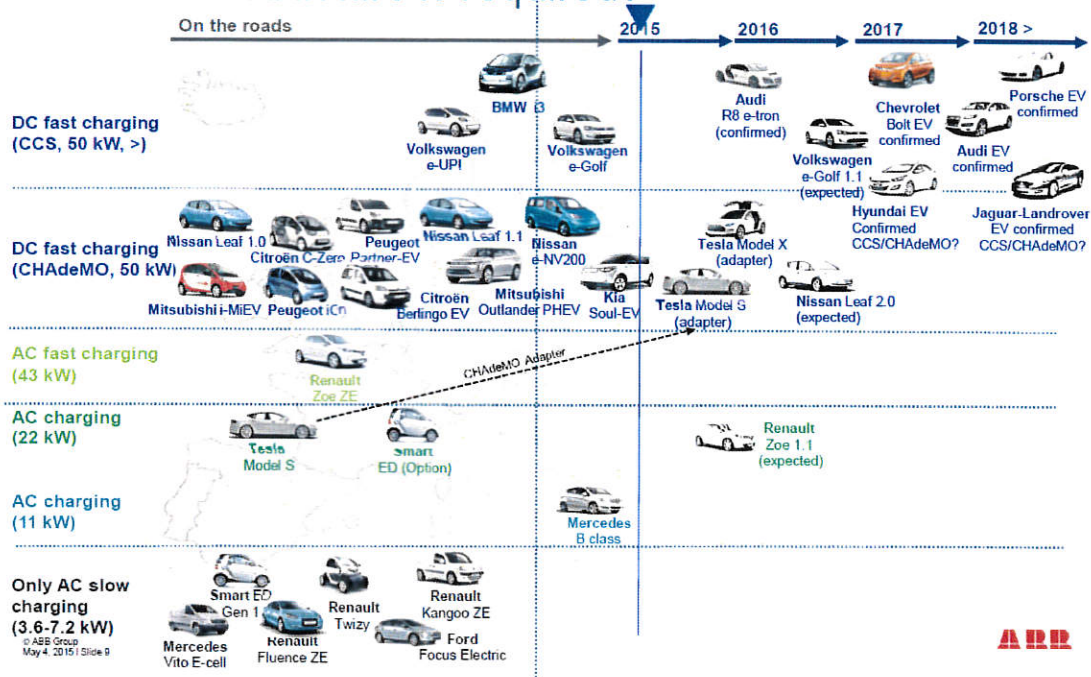 On the roads
2015
2016
2017
2018 >
DC fast charging
(CCS, 50 kW, >)
BMW i3
Volkswagen
e-UP!
Volkswagen
e-Golf
Audi
R8 e-tron
(confirmed)
Volkswagen
e-Golf 1.1
(expected)
Chevrolet
Bolt EV
confirmed
Audi EV
confirmed
Porsche EV
confirmed
Hyundai EV
Confirmed
CCS/CHAdeMO?
Jaguar-Landrover
EV confirmed
CCS/CHAdeMO?
DC fast charging
(CHAdeMO, 50 kW)
Nissan Leaf 1.0
Citroën C-Zero
Peugeot
Partner-EV
Nissan Leaf 1.1
Nissan
e-NV200
Tesla Model X
(adapter)
Mitsubishi i-MiEV
Peugeot iOn
Citroën
Berlingo EV
Mitsubishi
Outlander PHEV
Kia
Soul-EV
Tesla Model S
(adapter)
Nissan Leaf 2.0
(expected)
AC fast charging
(43 kW)
Renault
Zoe ZE
CHAdeMO Adapter
AC charging
(22 kW)
Tesla
Model S
Smart
ED (Option)
Renault
Zoe 1.1
(expected)
AC charging
(11 kW)
Mercedes
B class
Only AC slow
charging
(3.6-7.2 kW)
Smart ED
Gen 1
Renault
Twizy
Renault
Kangoo ZE
Mercedes
Vito E-cell
Renault
Fluence ZE
Ford
Focus Electric
© ABB Group
May 4, 2015 | Slide 9
ABB